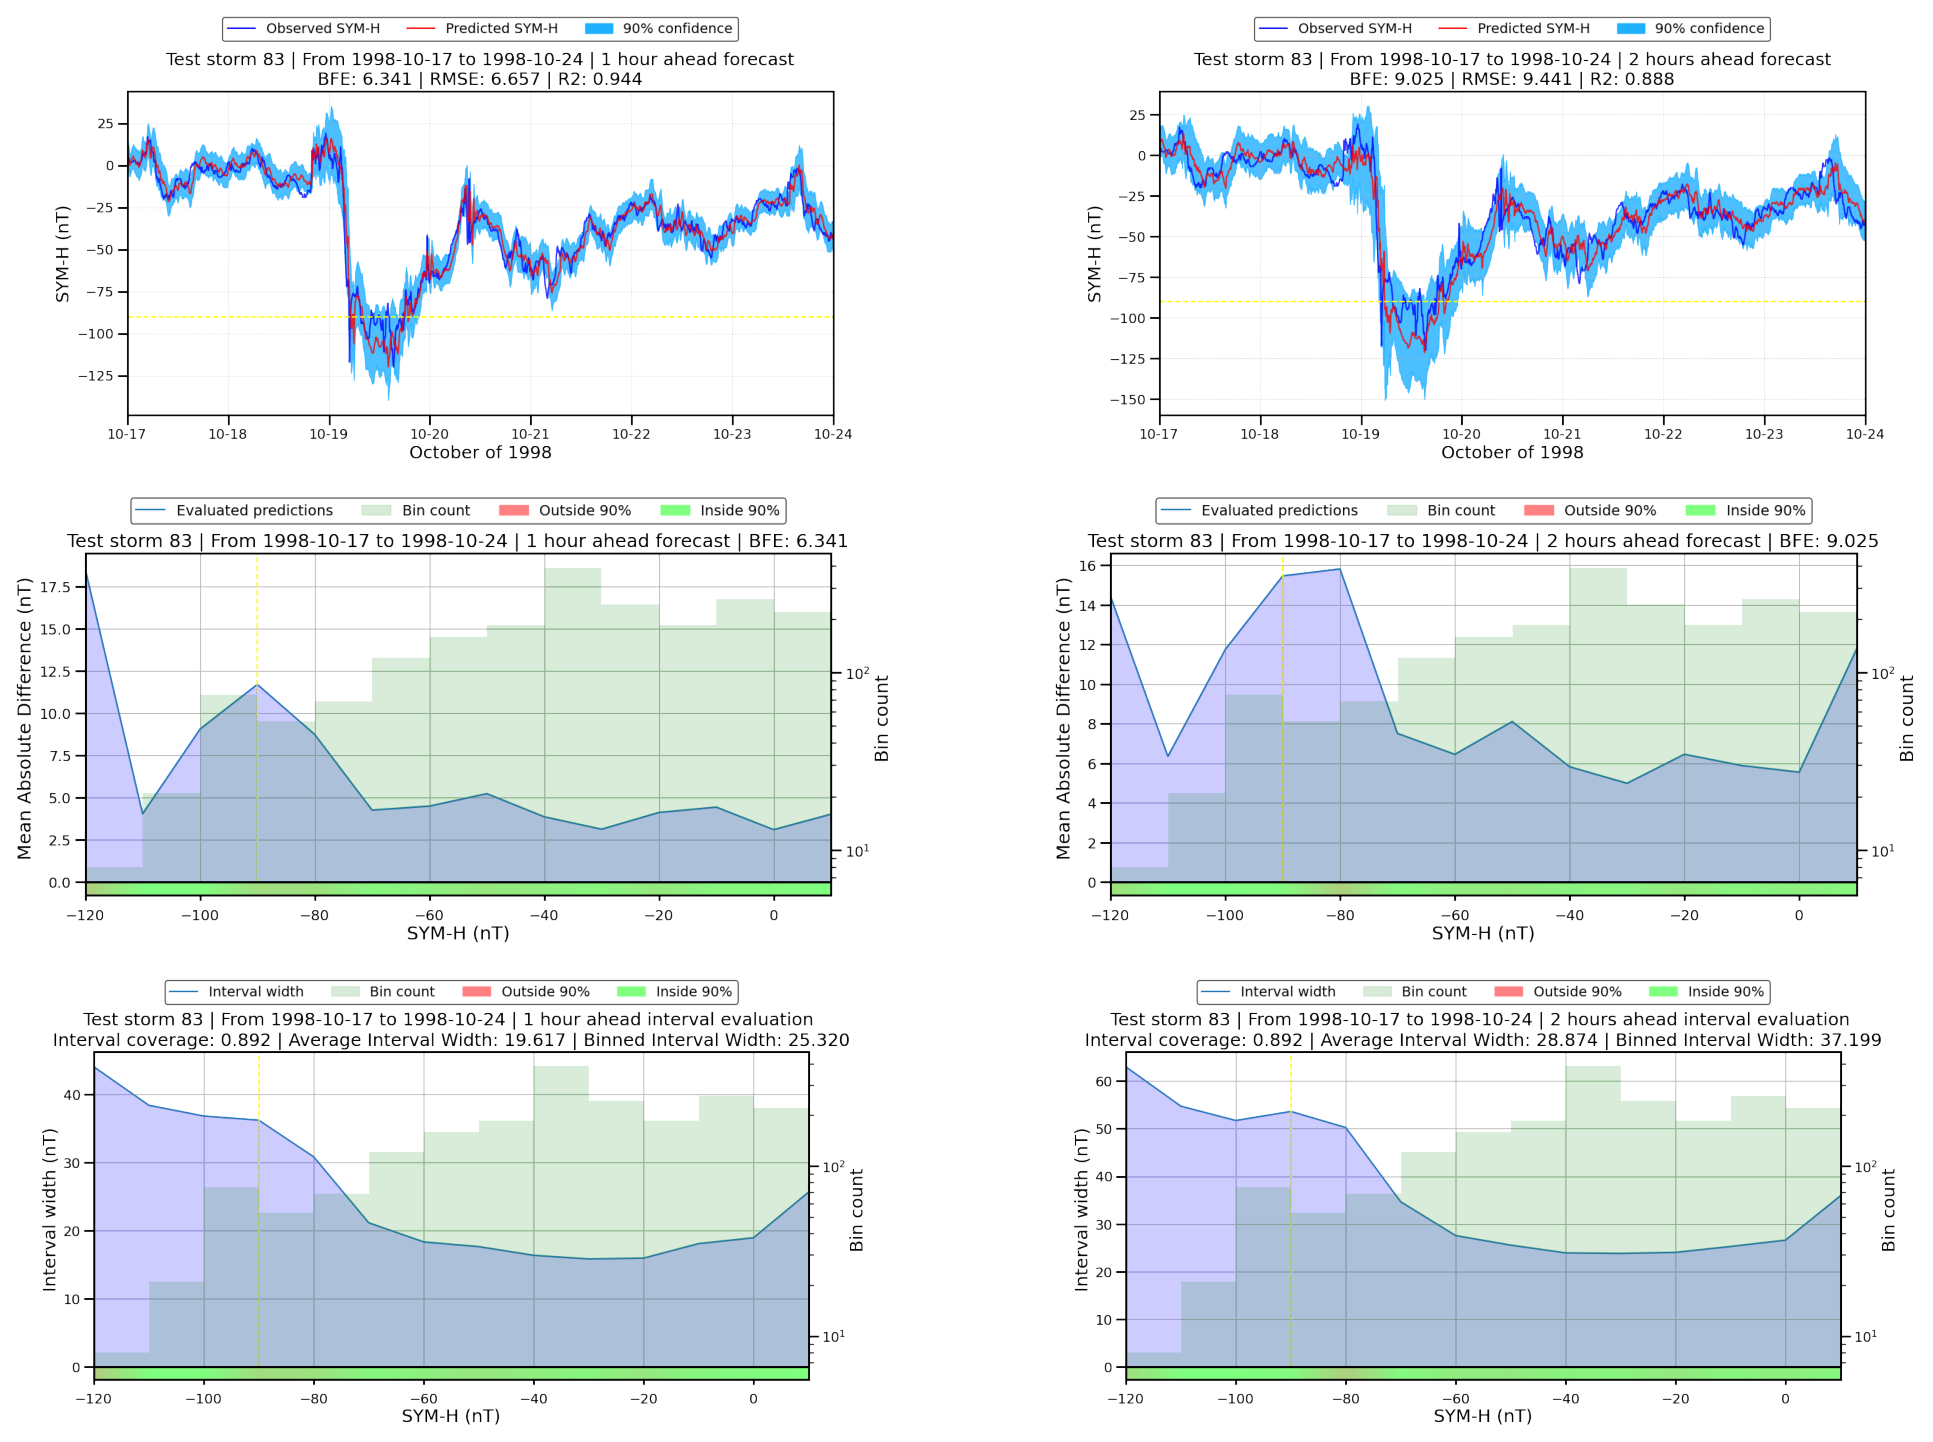 Observed SYM-H Predicted SYM-H 90% confidence
Test storm 83 | From 1998-10-17 to 1998-10-24 | 1 hour ahead forecast
BFE: 6.341 | RMSE: 6.657 | R2: 0.944
SYM-H (nT)
25
0
−25
−50
−75
−100
−125
10-17 10-18 10-19 10-20 10-21 10-22 10-23 10-24
October of 1998
Observed SYM-H Predicted SYM-H 90% confidence
Test storm 83 | From 1998-10-17 to 1998-10-24 | 2 hours ahead forecast
BFE: 9.025 | RMSE: 9.441 | R2: 0.888
SYM-H (nT)
25
0
−25
−50
−75
−100
−125
−150
10-17 10-18 10-19 10-20 10-21 10-22 10-23 10-24
October of 1998
Evaluated predictions Bin count Outside 90% Inside 90%
Test storm 83 | From 1998-10-17 to 1998-10-24 | 1 hour ahead forecast | BFE: 6.341
Mean Absolute Difference (nT)
17.5
15.0
12.5
10.0
7.5
5.0
2.5
0.0
10²
10¹
Bin count
−120 −100 −80 −60 −40 −20 0
SYM-H (nT)
Evaluated predictions Bin count Outside 90% Inside 90%
Test storm 83 | From 1998-10-17 to 1998-10-24 | 2 hours ahead forecast | BFE: 9.025
Mean Absolute Difference (nT)
16
14
12
10
8
6
4
2
0
10²
10¹
Bin count
−120 −100 −80 −60 −40 −20 0
SYM-H (nT)
Interval width Bin count Outside 90% Inside 90%
Test storm 83 | From 1998-10-17 to 1998-10-24 | 1 hour ahead interval evaluation
Interval coverage: 0.892 | Average Interval Width: 19.617 | Binned Interval Width: 25.320
Interval width (nT)
40
30
20
10
0
10²
10¹
Bin count
−120 −100 −80 −60 −40 −20 0
SYM-H (nT)
Interval width Bin count Outside 90% Inside 90%
Test storm 83 | From 1998-10-17 to 1998-10-24 | 2 hours ahead interval evaluation
Interval coverage: 0.892 | Average Interval Width: 28.874 | Binned Interval Width: 37.199
Interval width (nT)
60
50
40
30
20
10
0
10²
10¹
Bin count
−120 −100 −80 −60 −40 −20 0
SYM-H (nT)